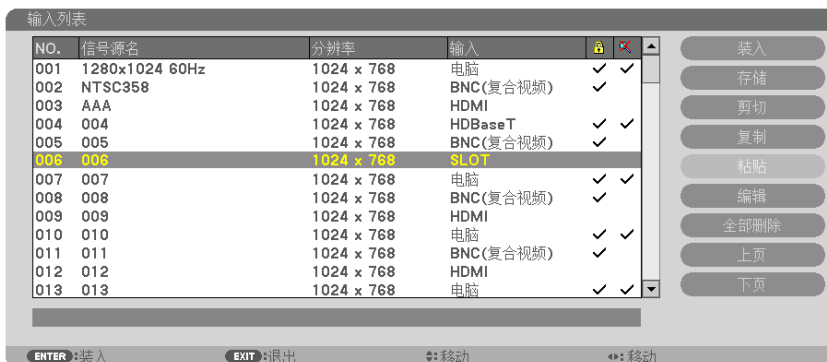 输入列表
NO. 信号源名 分辨率 输入
001 1280x1024 60Hz 1024 x 768 电脑
002 NTSC358 1024 x 768 BNC(复合视频)
003 AAA 1024 x 768 HDMI
004 004 1024 x 768 HDBaseT
005 005 1024 x 768 BNC(复合视频)
006 006 1024 x 768 SLOT
007 007 1024 x 768 电脑
008 008 1024 x 768 BNC(复合视频)
009 009 1024 x 768 HDMI
010 010 1024 x 768 电脑
011 011 1024 x 768 BNC(复合视频)
012 012 1024 x 768 HDMI
013 013 1024 x 768 电脑
装入
存储
剪切
复制
粘贴
编辑
全部删除
上页
下页
ENTER:装入 EXIT:退出 :移动 :移动